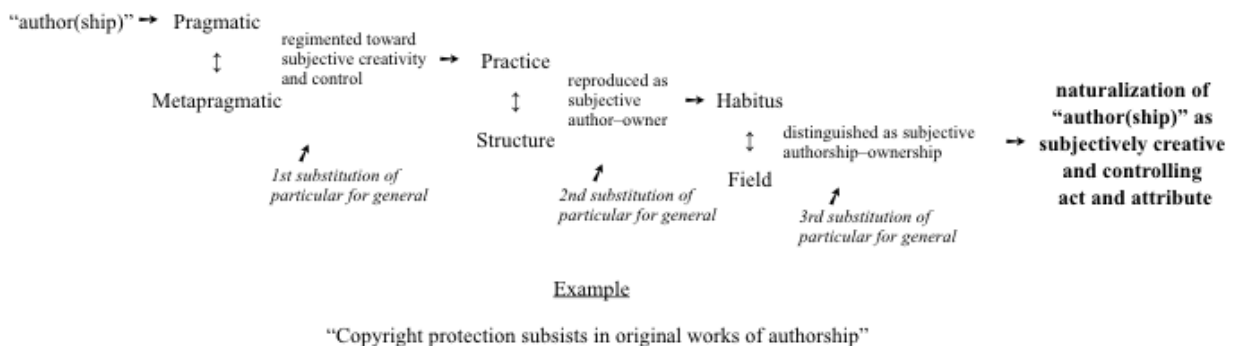 “author(ship)” → Pragmatic
↕
Metapragmatic
regimented toward
subjective creativity
and control
→ Practice
↕
Structure
reproduced as
subjective
author–owner
→ Habitus
↕
Field
distinguished as subjective
authorship–ownership
→
naturalization of
“author(ship)” as
subjectively creative
and controlling
act and attribute
1st substitution of
particular for general
2nd substitution of
particular for general
3rd substitution of
particular for general
Example
“Copyright protection subsists in original works of authorship”